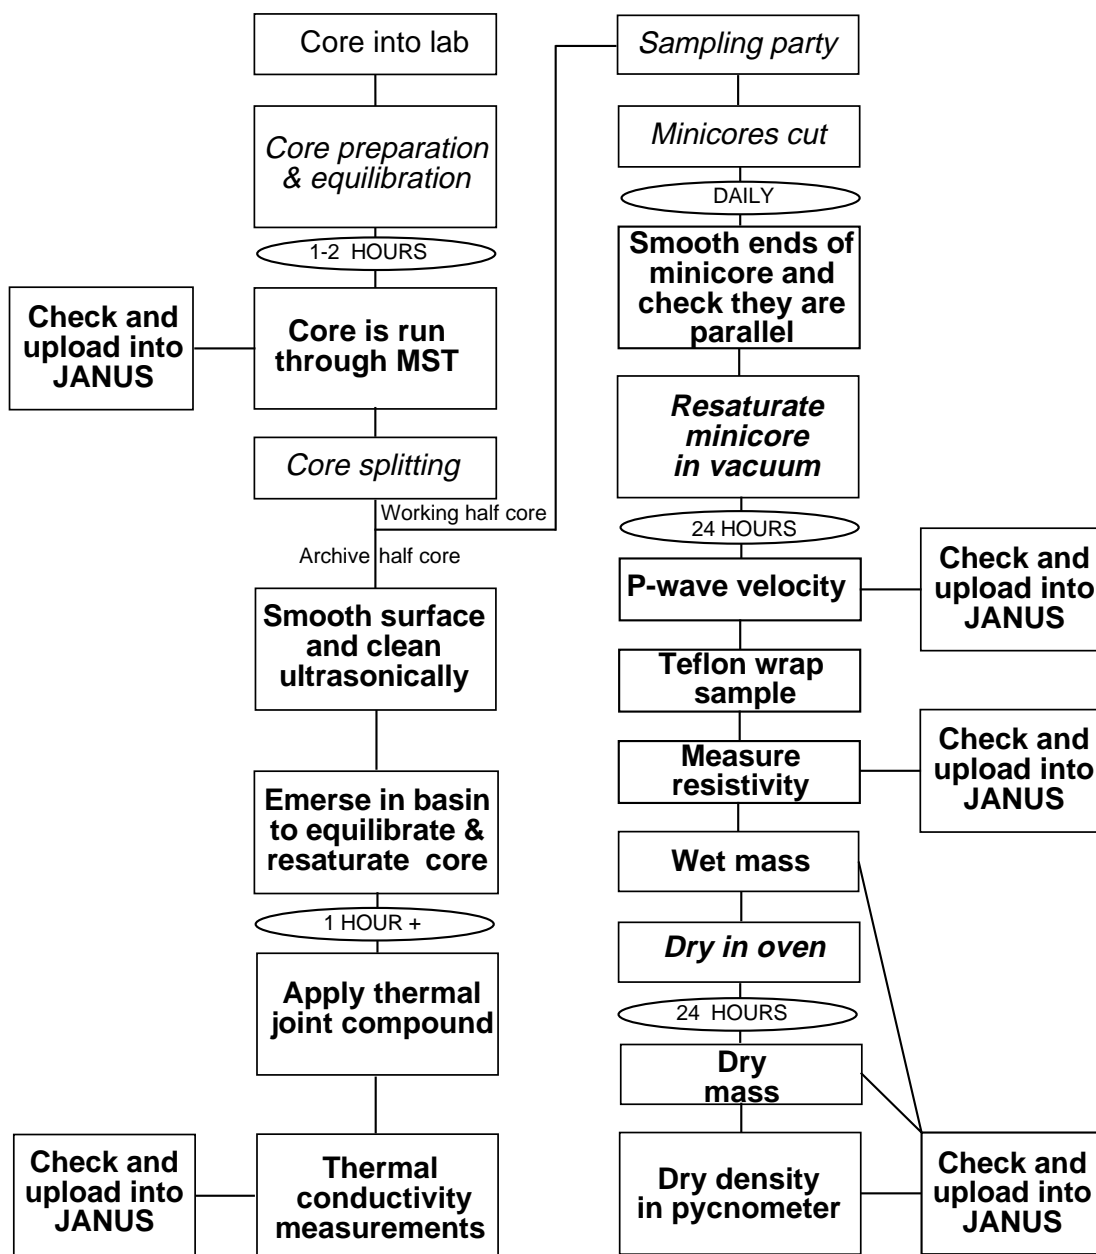 Core into lab
Core preparation
& equilibration
1-2 HOURS
Check and
upload into
JANUS
Core is run
through MST
Core splitting
Working half core
Archive half core
Smooth surface
and clean
ultrasonically
Emerse in basin
to equilibrate &
resaturate core
1 HOUR +
Apply thermal
joint compound
Check and
upload into
JANUS
Thermal
conductivity
measurements
Sampling party
Minicores cut
DAILY
Smooth ends of
minicore and
check they are
parallel
Resaturate
minicore
in vacuum
24 HOURS
P-wave velocity
Check and
upload into
JANUS
Teflon wrap
sample
Measure
resistivity
Check and
upload into
JANUS
Wet mass
Dry in oven
24 HOURS
Dry
mass
Dry density
in pycnometer
Check and
upload into
JANUS